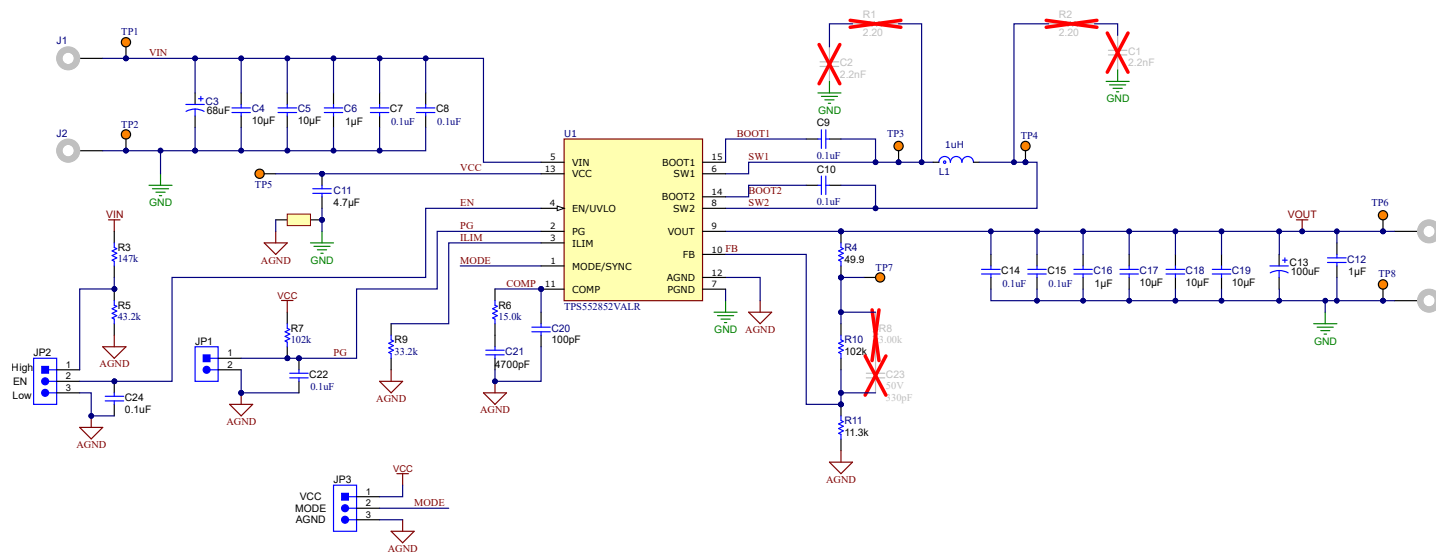 J1
TP1
VIN
C3
68uF
C4
10µF
C5
10µF
C6
1µF
C7
0.1uF
C8
0.1uF
J2
TP2
GND
R1
2.20
C2
2.2nF
GND
R2
2.20
C1
2.2nF
GND
C9
0.1uF
BOOT1
SW1
TP3
1uH
L1
TP4
C10
0.1uF
BOOT2
SW2
U1
5
VIN
13
VCC
4
EN/UVLO
2
PG
3
ILIM
1
MODE/SYNC
11
COMP
BOOT1
15
SW1
6
BOOT2
14
SW2
8
VOUT
9
FB
10
AGND
12
PGND
7
TPS552852VALR
TP5
VCC
C11
4.7µF
AGND
GND
EN
PG
ILIM
MODE
COMP
VIN
R3
147k
R5
43.2k
AGND
JP2
High
1
EN
2
Low
3
C24
0.1uF
AGND
JP1
1
2
VCC
R7
102k
PG
C22
0.1uF
AGND
R9
33.2k
AGND
R6
15.0k
C21
4700pF
C20
100pF
AGND
GND
AGND
FB
R4
49.9
TP7
R8
3.00k
R10
102k
C23
50V
330pF
R11
11.3k
AGND
C14
0.1uF
C15
0.1uF
C16
1µF
C17
10µF
C18
10µF
C19
10µF
C13
100uF
VOUT
C12
1µF
TP6
TP8
GND
JP3
VCC
1
MODE
2
AGND
3
VCC
MODE
AGND